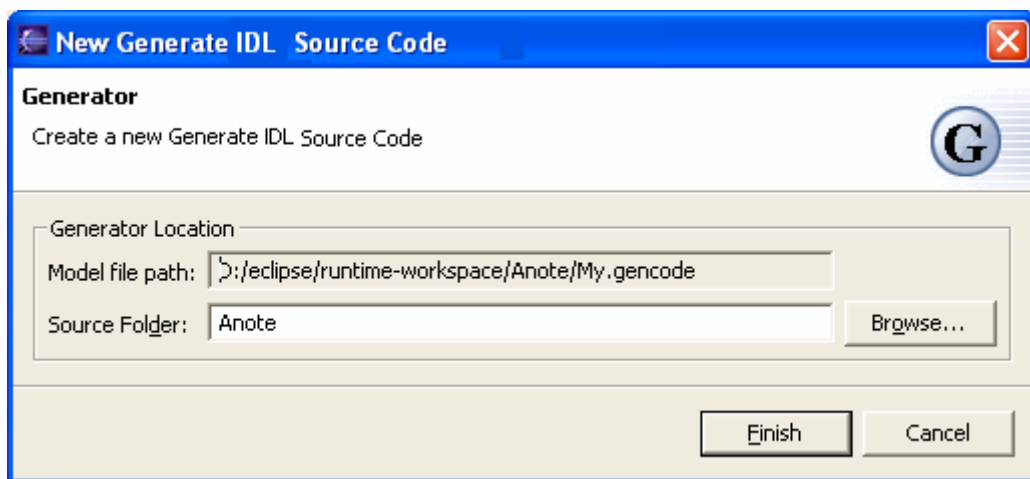 New Generate IDL Source Code
Generator
Create a new Generate IDL Source Code
G
Generator Location
Model file path: D:/eclipse/runtime-workspace/Anote/My.gencode
Source Folder: Anote Browse...
Finish Cancel